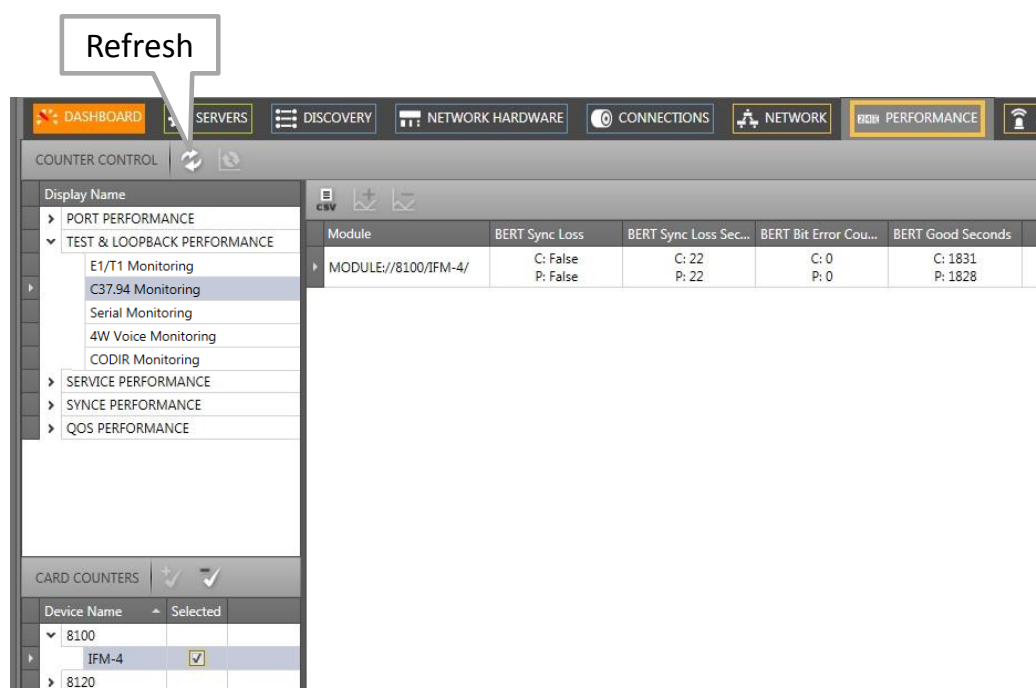 Refresh
DASHBOARD SERVERS DISCOVERY NETWORK HARDWARE CONNECTIONS NETWORK PERFORMANCE
COUNTER CONTROL
Display Name
PORT PERFORMANCE
TEST & LOOPBACK PERFORMANCE
E1/T1 Monitoring
C37.94 Monitoring
Serial Monitoring
4W Voice Monitoring
CODIR Monitoring
SERVICE PERFORMANCE
SYNCE PERFORMANCE
QOS PERFORMANCE
CSV
Module BERT Sync Loss BERT Sync Loss Sec... BERT Bit Error Cou... BERT Good Seconds
MODULE://8100/IFM-4/ C: False C: 22 C: 0 C: 1831
P: False P: 22 P: 0 P: 1828
CARD COUNTERS
Device Name Selected
8100
IFM-4
8120